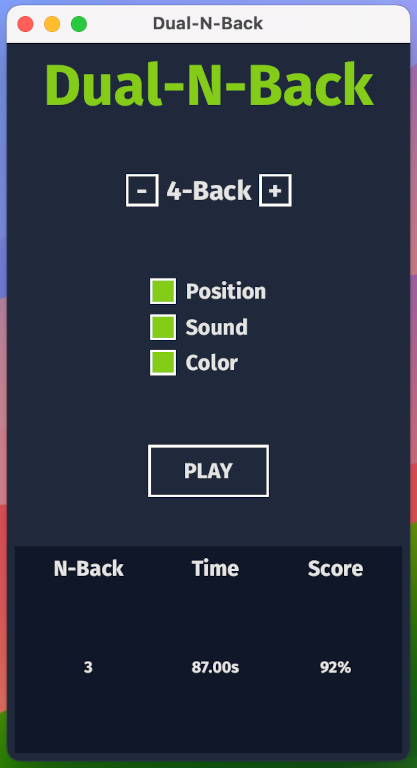 Dual-N-Back
Dual-N-Back
- 4-Back +
Position
Sound
Color
PLAY
N-Back Time Score
3 87.00s 92%